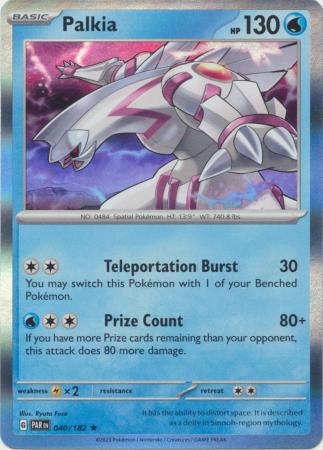 BASIC
Palkia
HP 130
NO. 0484 Spatial Pokémon. HT: 13'9" WT: 740.8 lbs.
Teleportation Burst 30
You may switch this Pokémon with 1 of your Benched
Pokémon.
Prize Count 80+
If you have more Prize cards remaining than your opponent,
this attack does 80 more damage.
weakness ×2 resistance retreat
Illus. Ryota Fuse
G PAR EN 040/182 ★
It has the ability to distort space. It is described
as a deity in Sinnoh-region mythology.
©2023 Pokémon / Nintendo / Creatures / GAME FREAK